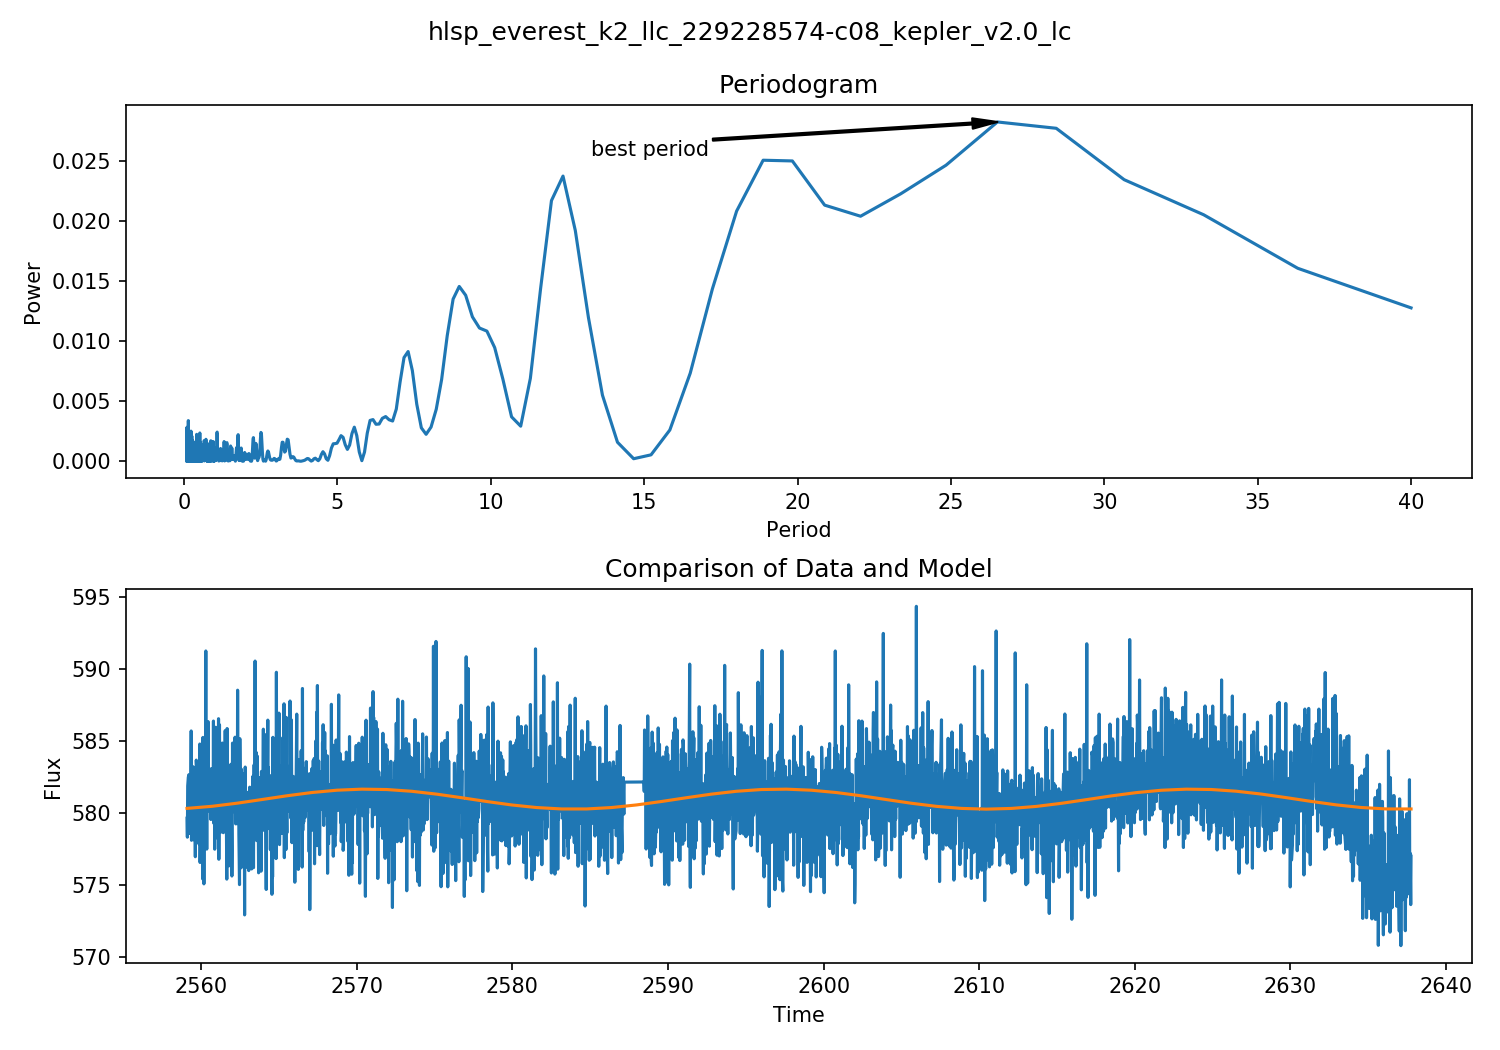 hlsp_everest_k2_llc_229228574-c08_kepler_v2.0_lc
Periodogram
Power
0.025
0.020
0.015
0.010
0.005
0.000
best period
0 5 10 15 20 25 30 35 40
Period
Comparison of Data and Model
Flux
595
590
585
580
575
570
2560 2570 2580 2590 2600 2610 2620 2630 2640
Time